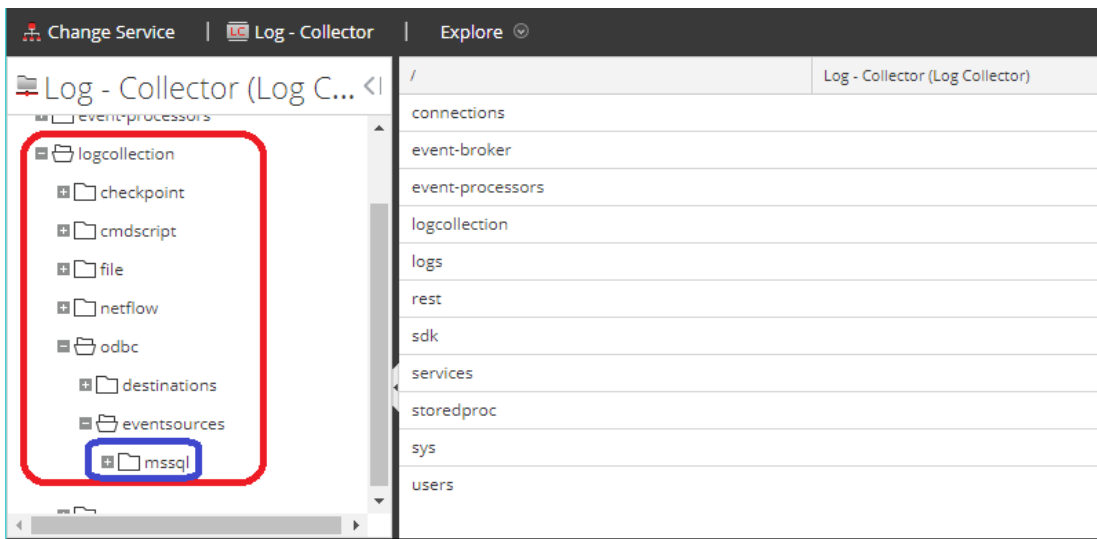 Change Service | LC Log - Collector | Explore
Log - Collector (Log C...
event-processors
logcollection
checkpoint
cmdscript
file
netflow
odbc
destinations
eventsources
mssql
/ Log - Collector (Log Collector)
connections
event-broker
event-processors
logcollection
logs
rest
sdk
services
storedproc
sys
users